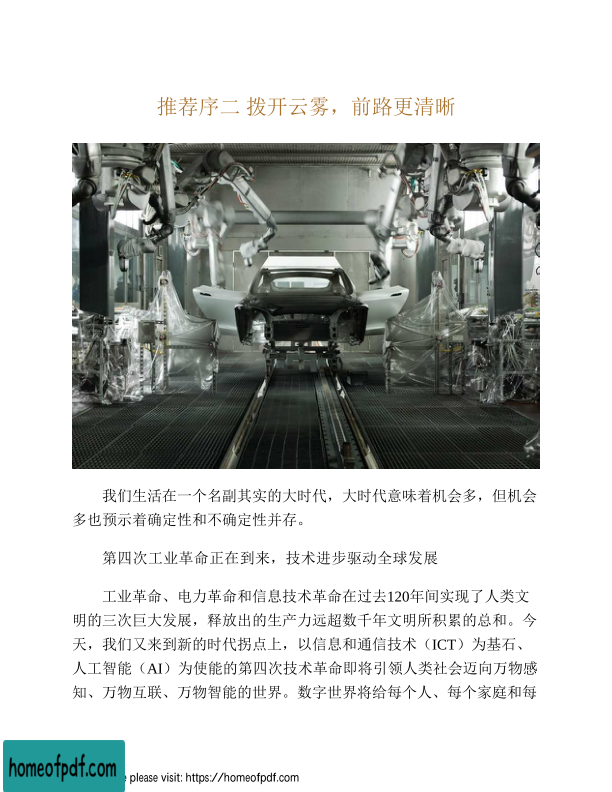 推荐序二 拨开云雾，前路更清晰
我们生活在一个名副其实的大时代，大时代意味着机会多，但机会
多也预示着确定性和不确定性并存。
第四次工业革命正在到来，技术进步驱动全球发展
工业革命、电力革命和信息技术革命在过去120年间实现了人类文
明的三次巨大发展，释放出的生产力远超数千年文明所积累的总和。今
天，我们又来到新的时代拐点上，以信息和通信技术（ICT）为基石、
人工智能（AI）为使能的第四次技术革命即将引领人类社会迈向万物感
知、万物互联、万物智能的世界。数字世界将给每个人、每个家庭和每
homeofpdf.com
please visit: https://homeofpdf.com